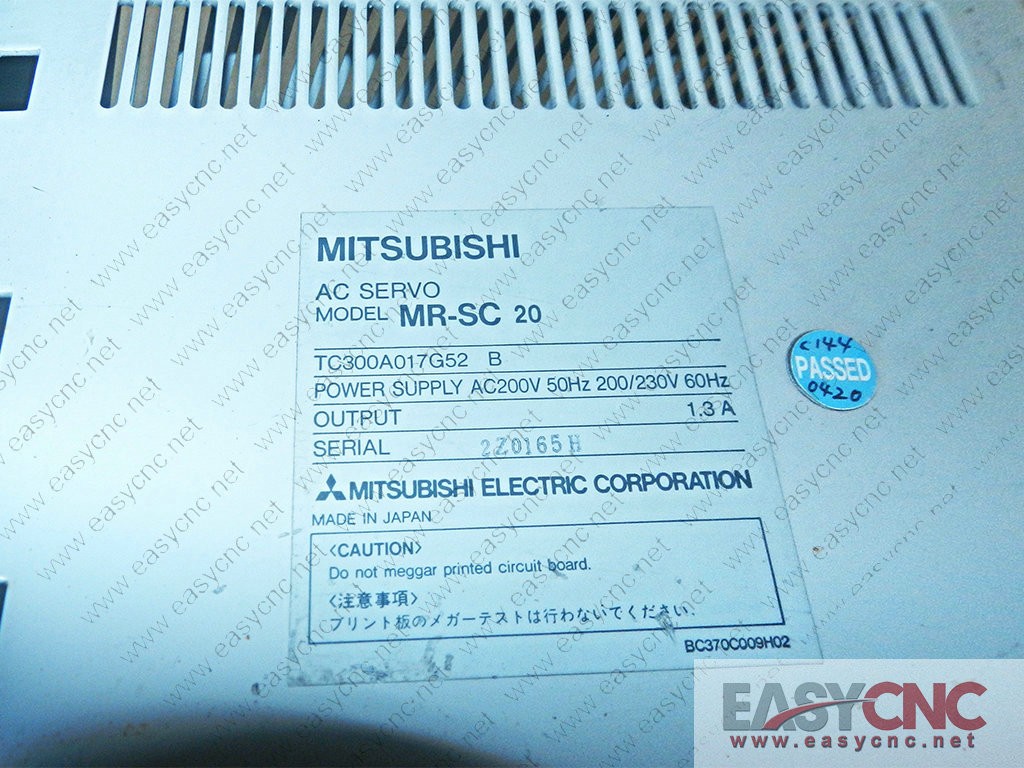 MITSUBISHI
AC SERVO
MODEL MR-SC 20
TC300A017G52 B
POWER SUPPLY AC200V 50Hz 200/230V 60Hz
OUTPUT 1.3 A
SERIAL 2Z0165H
MITSUBISHI ELECTRIC CORPORATION
MADE IN JAPAN
〈CAUTION〉
Do not meggar printed circuit board.
〈注意事項〉
プリント板のメガーテストは行わないでください.
BC370C009H02
C144
PASSED
0420
EASYCNC
www.easycnc.net